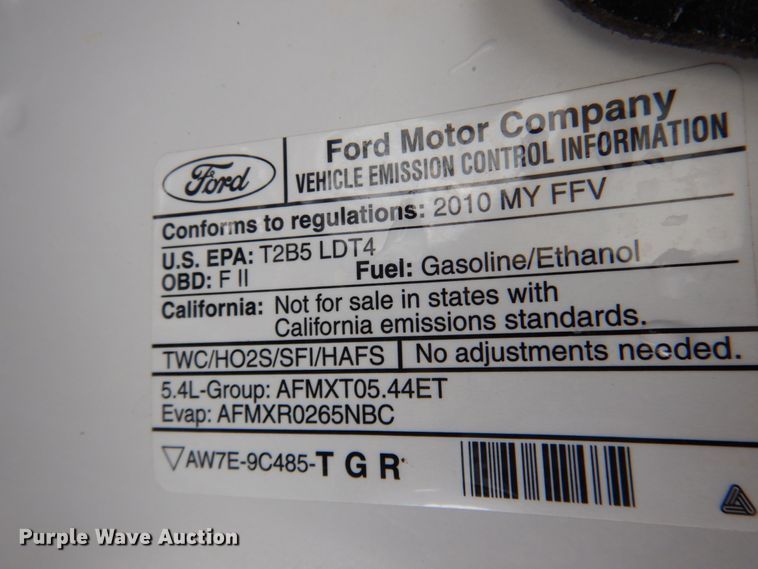 Ford
Ford Motor Company
VEHICLE EMISSION CONTROL INFORMATION
Conforms to regulations: 2010 MY FFV
U.S. EPA: T2B5 LDT4
OBD: F II
Fuel: Gasoline/Ethanol
California: Not for sale in states with
California emissions standards.
TWC/HO2S/SFI/HAFS
No adjustments needed.
5.4L-Group: AFMXT05.44ET
Evap: AFMXR0265NBC
AW7E-9C485-T G R
Purple Wave Auction